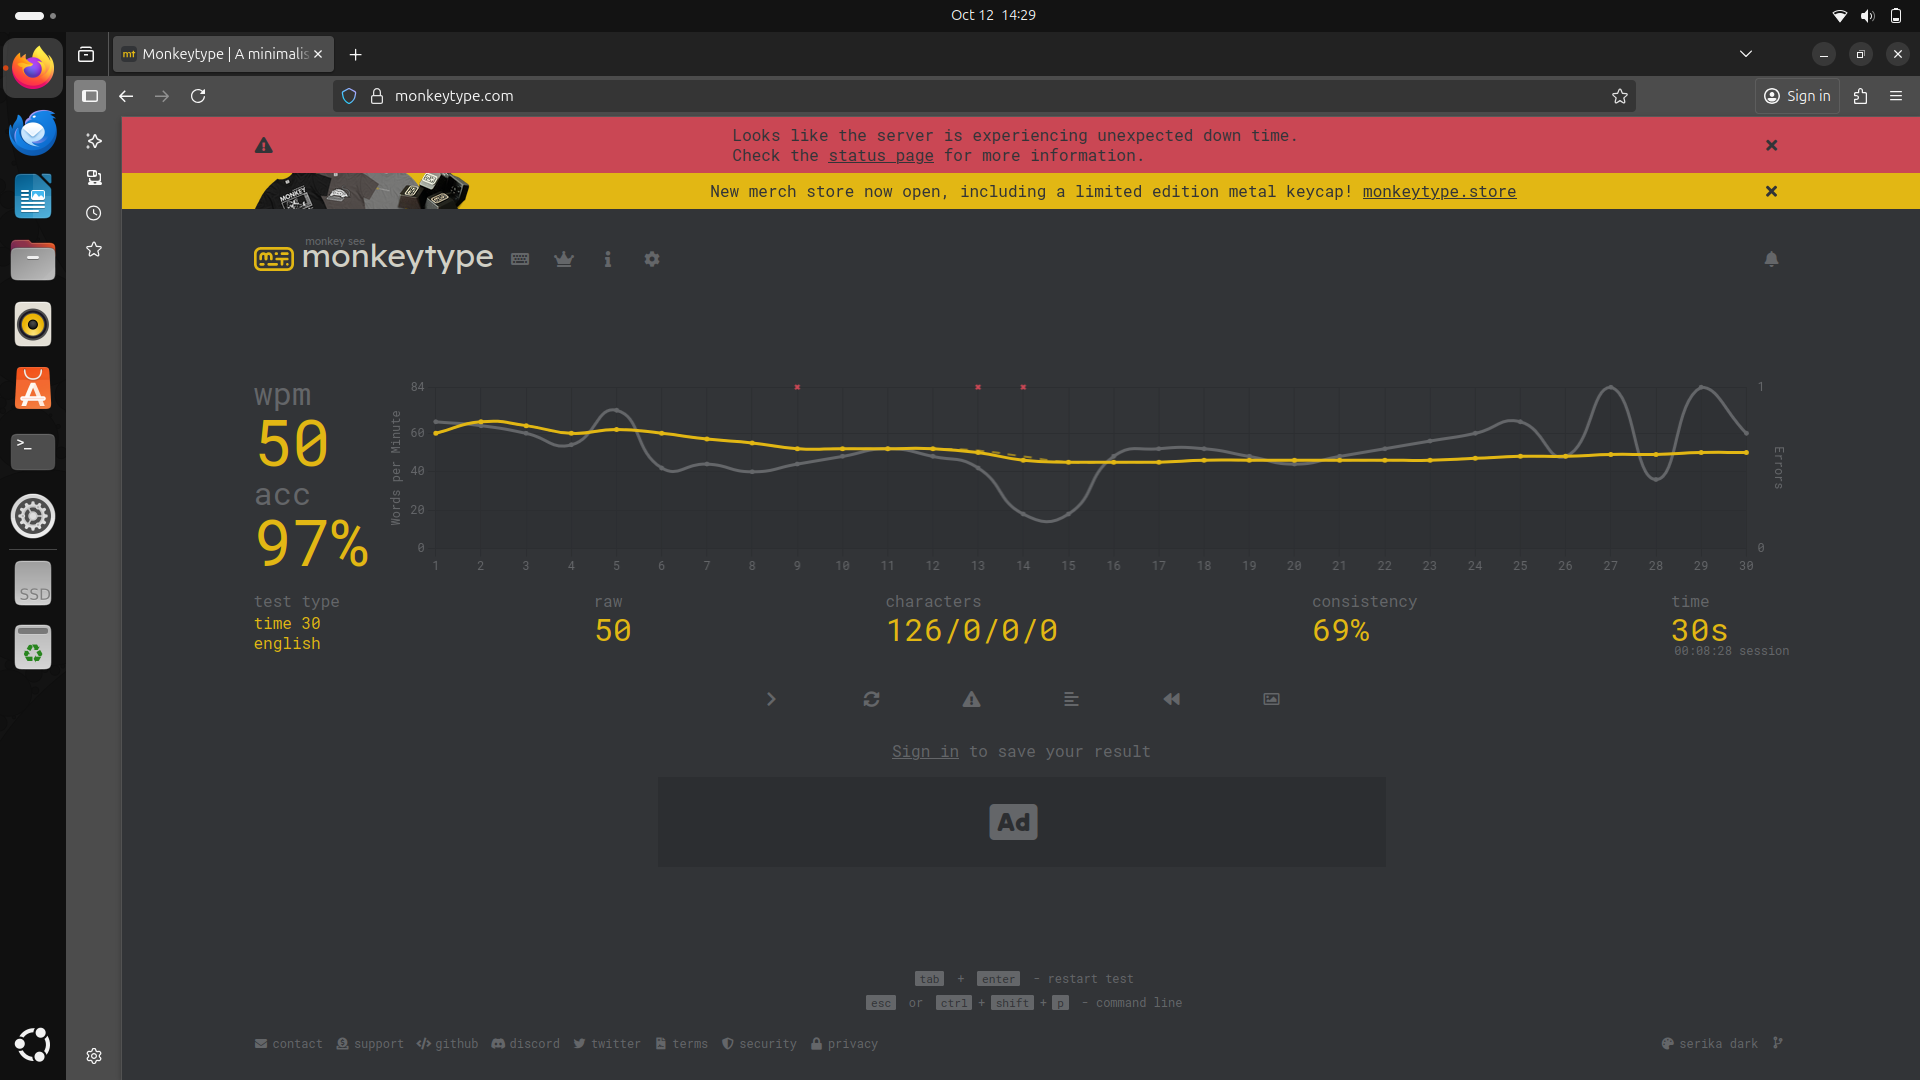 Oct 12 14:29
mt Monkeytype | A minimalis
monkeytype.com
Sign in
Looks like the server is experiencing unexpected down time.
Check the status page for more information.
New merch store now open, including a limited edition metal keycap! monkeytype.store
monkey see
monkeytype
wpm
50
acc
97%
Words per Minute
84
60
40
20
0
1
0
Errors
1 2 3 4 5 6 7 8 9 10 11 12 13 14 15 16 17 18 19 20 21 22 23 24 25 26 27 28 29 30
test type
time 30
english
raw
50
characters
126/0/0/0
consistency
69%
time
30s
00:08:28 session
Sign in to save your result
Ad
tab + enter - restart test
esc or ctrl + shift + p - command line
contact support github discord twitter terms security privacy
serika dark
SSD